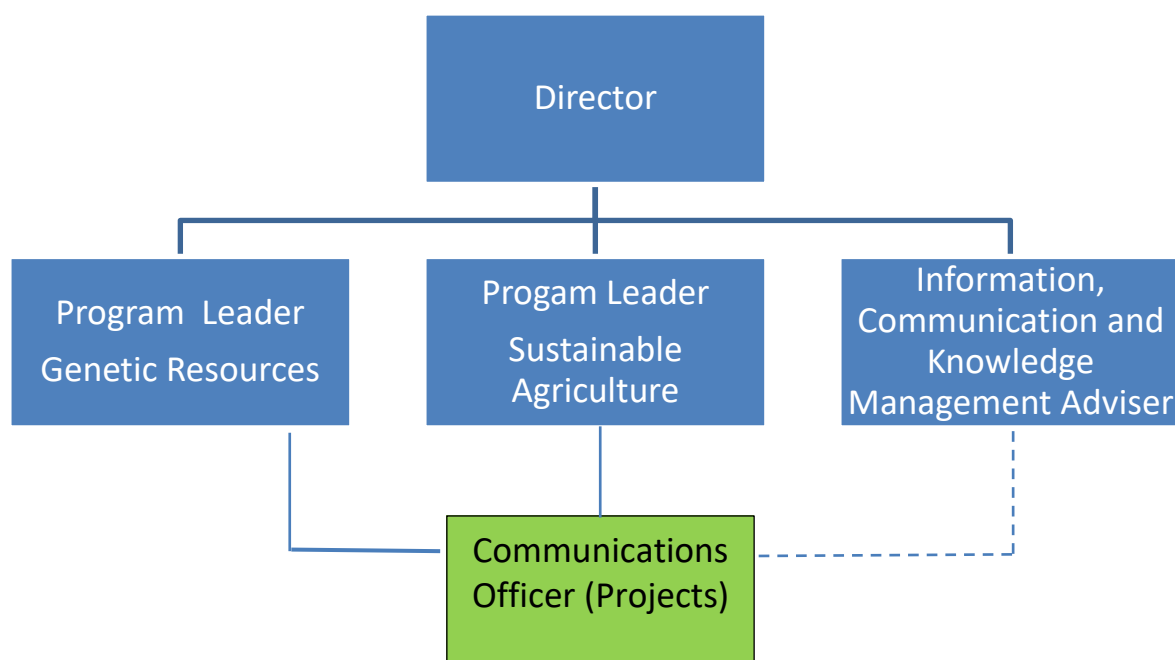 Director
Program  Leader
Genetic Resources
Progam Leader
Sustainable
Agriculture
Information,
Communication and
Knowledge
Management Adviser
Communications
Officer (Projects)